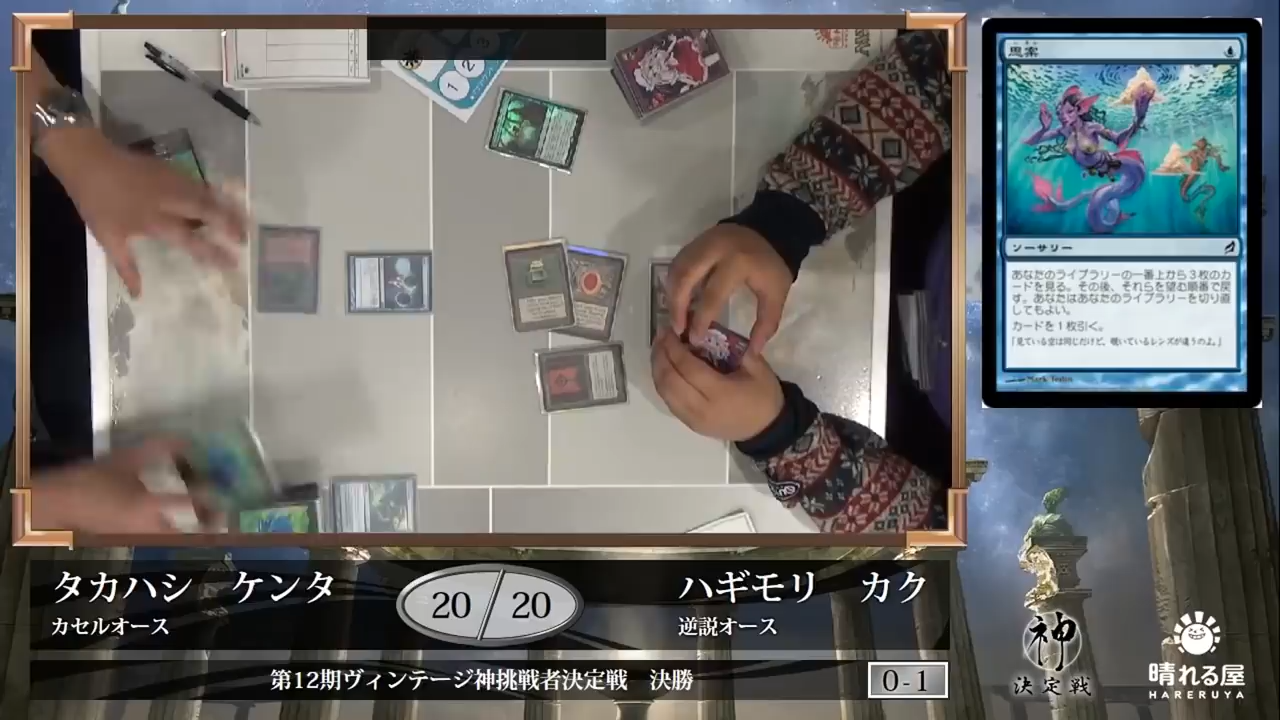 思案
ソーサリー
あなたのライブラリーの一番上から３枚のカ
ードを見る。その後、それらを望む順番で戻
す。あなたはあなたのライブラリーを切り直
してもよい。
カードを１枚引く。
「見ている空は同じだけど、覗いているレンズが違うのよ。」
Mark Tedin
タカハシ　ケンタ
カセルオース
20 / 20
ハギモリ　カク
逆説オース
第12期ヴィンテージ神挑戦者決定戦　決勝
0-1
神
決定戦
晴れる屋
HARERUYA